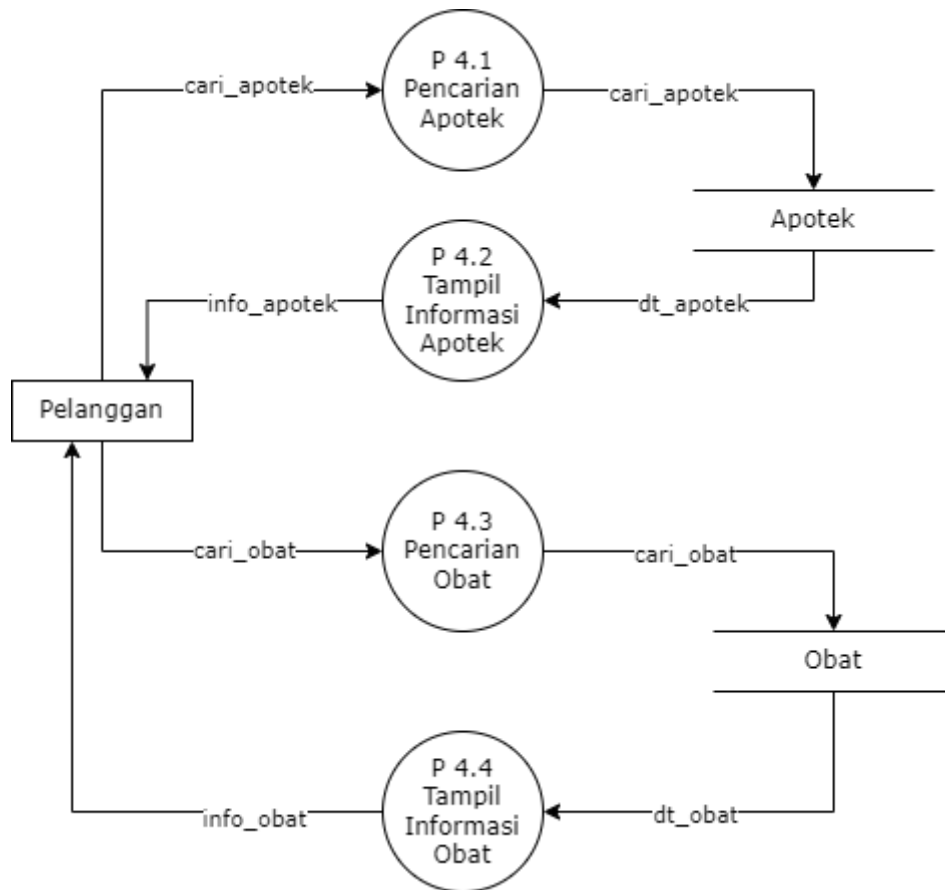 P 4.1
Pencarian
Apotek
cari_apotek
cari_apotek
Apotek
P 4.2
Tampil
Informasi
Apotek
info_apotek
dt_apotek
Pelanggan
P 4.3
Pencarian
Obat
cari_obat
cari_obat
Obat
P 4.4
Tampil
Informasi
Obat
info_obat
dt_obat